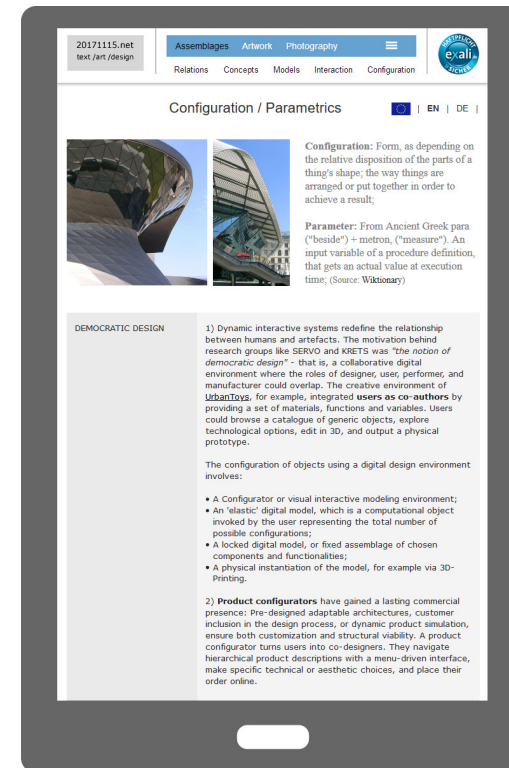 20171115.net
text /art /design
Assemblages Artwork Photography
Relations Concepts Models Interaction Configuration
HAFTPFLICHT
exali.
SICHER
Configuration / Parametrics
| EN | DE |
Configuration: Form, as depending on
the relative disposition of the parts of a
thing's shape; the way things are
arranged or put together in order to
achieve a result;
Parameter: From Ancient Greek para
("beside") + metron, ("measure"). An
input variable of a procedure definition,
that gets an actual value at execution
time; (Source: Wiktionary)
DEMOCRATIC DESIGN
1) Dynamic interactive systems redefine the relationship
between humans and artefacts. The motivation behind
research groups like SERVO and KRETS was "the notion of
democratic design" - that is, a collaborative digital
environment where the roles of designer, user, performer, and
manufacturer could overlap. The creative environment of
UrbanToys, for example, integrated users as co-authors by
providing a set of materials, functions and variables. Users
could browse a catalogue of generic objects, explore
technological options, edit in 3D, and output a physical
prototype.
The configuration of objects using a digital design environment
involves:
• A Configurator or visual interactive modeling environment;
• An 'elastic' digital model, which is a computational object
invoked by the user representing the total number of
possible configurations;
• A locked digital model, or fixed assemblage of chosen
components and functionalities;
• A physical instantiation of the model, for example via 3D-
Printing.
2) Product configurators have gained a lasting commercial
presence: Pre-designed adaptable architectures, customer
inclusion in the design process, or dynamic product simulation,
ensure both customization and structural viability. A product
configurator turns users into co-designers. They navigate
hierarchical product descriptions with a menu-driven interface,
make specific technical or aesthetic choices, and place their
order online.